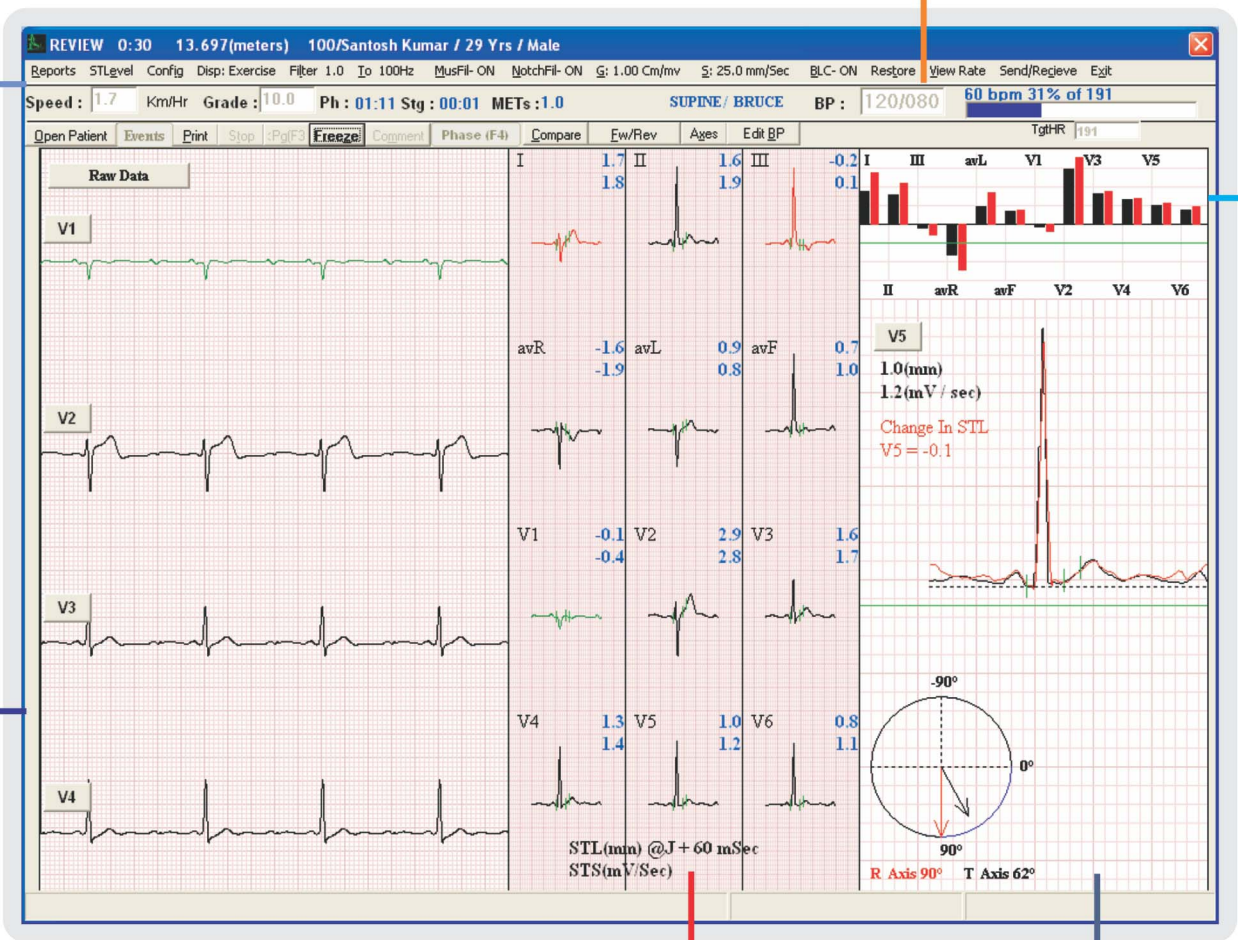 REVIEW 0:30 13.697(meters) 100/Santosh Kumar / 29 Yrs / Male
Reports STLevel Config Disp: Exercise Filter 1.0 To 100Hz MusFil- ON NotchFil- ON G: 1.00 Cm/mv S: 25.0 mm/Sec BLC- ON Restore View Rate Send/Recieve Exit
Speed : 1.7 Km/Hr Grade : 10.0 Ph : 01:11 Stg : 00:01 METs :1.0 SUPINE/ BRUCE BP : 120/080 60 bpm 31% of 191
Open Patient Events Print Stop :Pg(F3 Freeze Comment Phase (F4) Compare Fw/Rev Axes Edit BP TgtHR 191
Raw Data
V1
V2
V3
V4
I 1.7 II 1.6 III -0.2
1.8 1.9 0.1
avR -1.6 avL 0.9 avF 0.7
-1.9 0.8 1.0
V1 -0.1 V2 2.9 V3 1.6
-0.4 2.8 1.7
V4 1.3 V5 1.0 V6 0.8
1.4 1.2 1.1
STL(mm) @J + 60 mSec
STS(mV/Sec)
I III avL V1 V3 V5
II avR avF V2 V4 V6
V5
1.0(mm)
1.2(mV / sec)
Change In STL
V5 = -0.1
-90°
0°
90°
R Axis 90° T Axis 62°